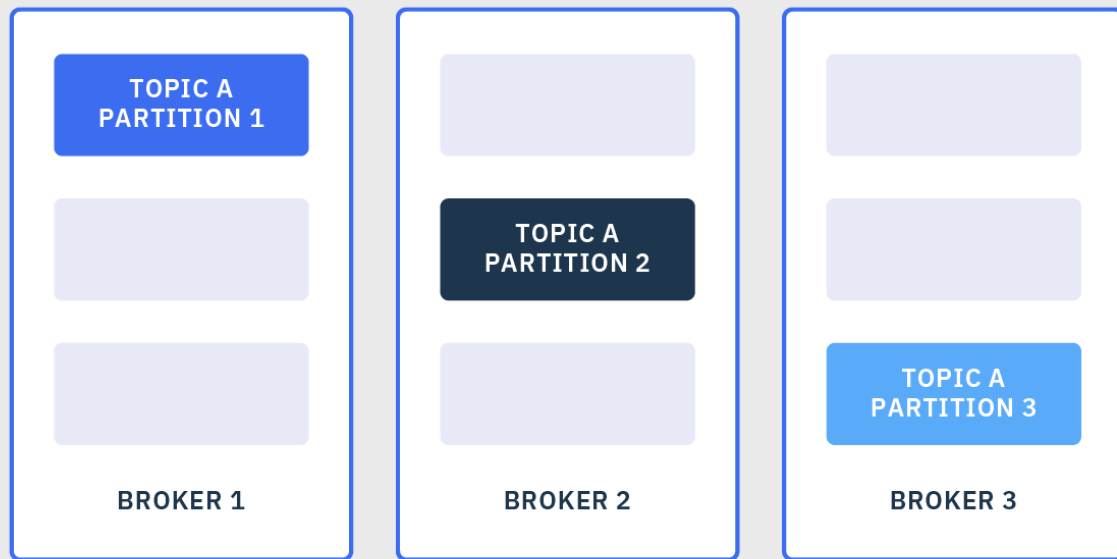 TOPIC A
PARTITION 1
TOPIC A
PARTITION 2
TOPIC A
PARTITION 3
BROKER 1
BROKER 2
BROKER 3